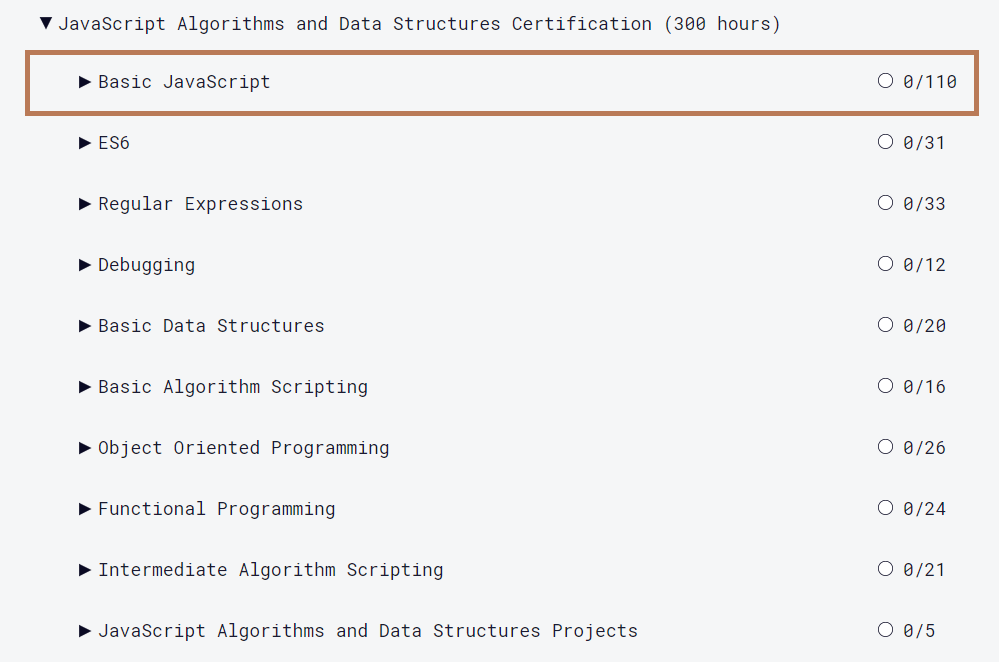 ▼ JavaScript Algorithms and Data Structures Certification (300 hours)
▶ Basic JavaScript ○ 0/110
▶ ES6 ○ 0/31
▶ Regular Expressions ○ 0/33
▶ Debugging ○ 0/12
▶ Basic Data Structures ○ 0/20
▶ Basic Algorithm Scripting ○ 0/16
▶ Object Oriented Programming ○ 0/26
▶ Functional Programming ○ 0/24
▶ Intermediate Algorithm Scripting ○ 0/21
▶ JavaScript Algorithms and Data Structures Projects ○ 0/5